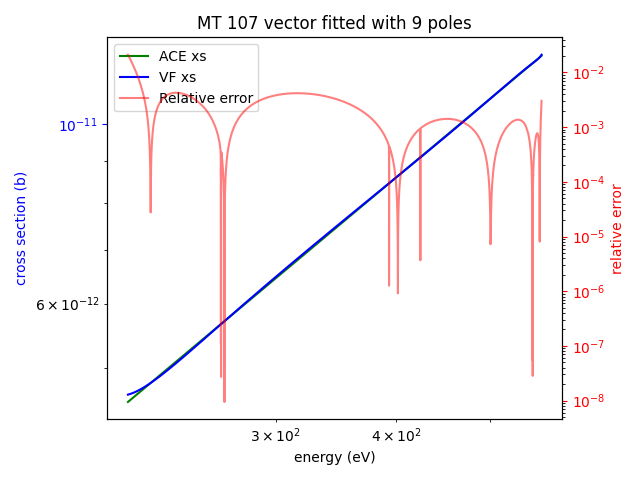 MT 107 vector fitted with 9 poles
ACE xs
VF xs
Relative error
10⁻¹¹
6 × 10⁻¹²
cross section (b)
10⁻²
10⁻³
10⁻⁴
10⁻⁵
10⁻⁶
10⁻⁷
10⁻⁸
relative error
3 × 10² 4 × 10²
energy (eV)